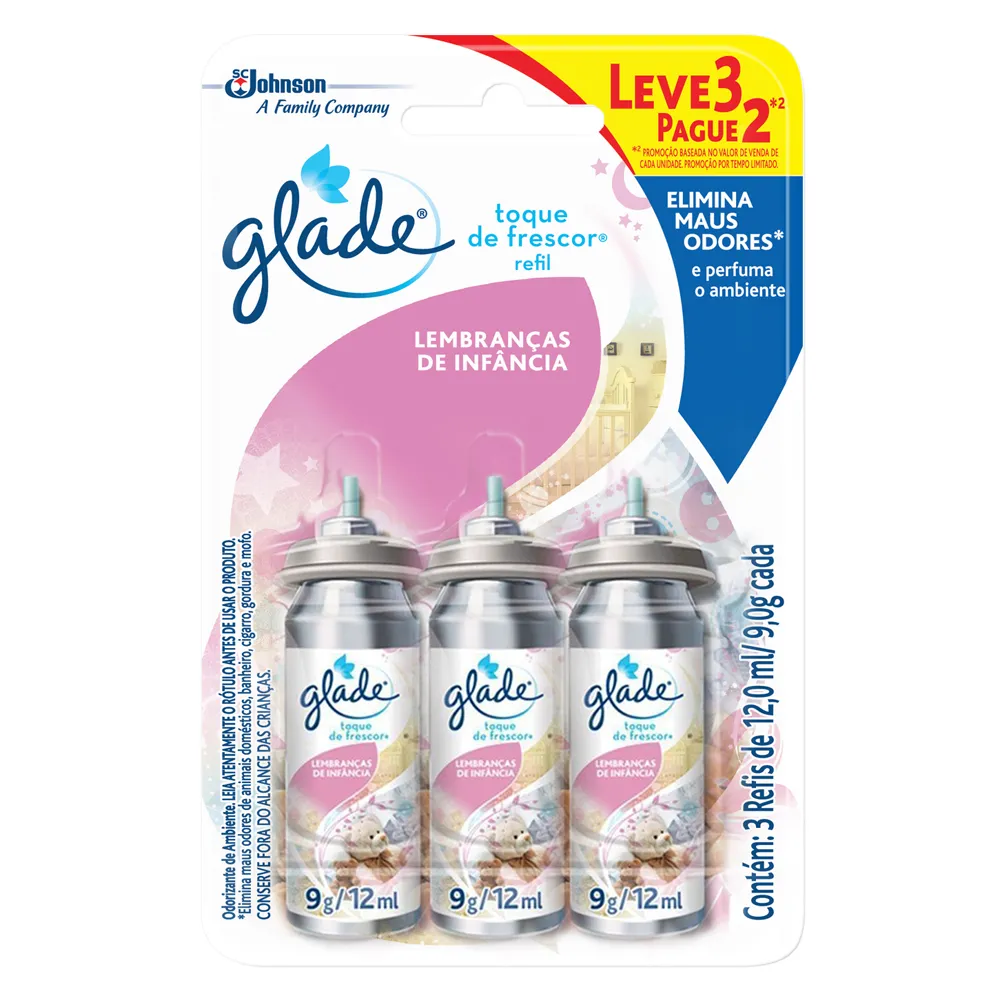 SC Johnson
A Family Company
LEVE 3
PAGUE 2*²
*² PROMOÇÃO BASEADA NO VALOR DE VENDA DE
CADA UNIDADE. PROMOÇÃO POR TEMPO LIMITADO.
glade®
toque
de frescor®
refil
ELIMINA
MAUS
ODORES*
e perfuma
o ambiente
LEMBRANÇAS
DE INFÂNCIA
Odorizante de Ambiente. LEIA ATENTAMENTE O RÓTULO ANTES DE USAR O PRODUTO.
*Elimina maus odores de animais domésticos, banheiro, cigarro, gordura e mofo.
CONSERVE FORA DO ALCANCE DAS CRIANÇAS.
glade®
toque
de frescor®
LEMBRANÇAS
DE INFÂNCIA
9g/12ml
glade®
toque
de frescor®
LEMBRANÇAS
DE INFÂNCIA
9g/12ml
glade®
toque
de frescor®
LEMBRANÇAS
DE INFÂNCIA
9g/12ml
Contém: 3 Refis de 12,0 ml/ 9,0g cada